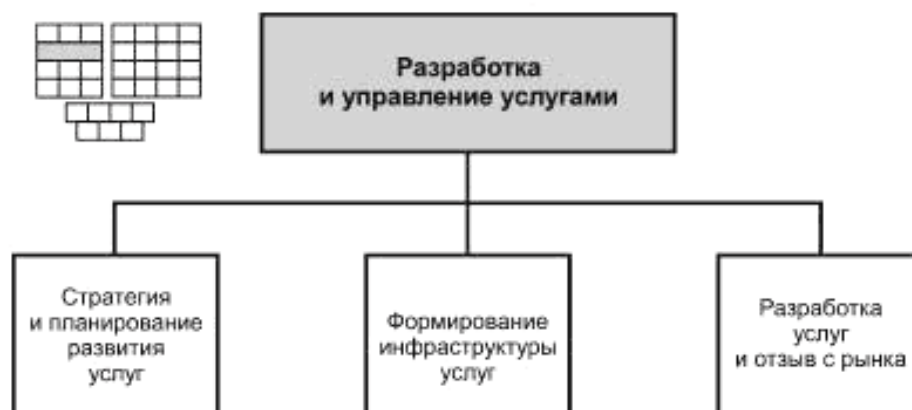 Разработка
и управление услугами
Стратегия
и планирование
развития
услуг
Формирование
инфраструктуры
услуг
Разработка
услуг
и отзыв с рынка